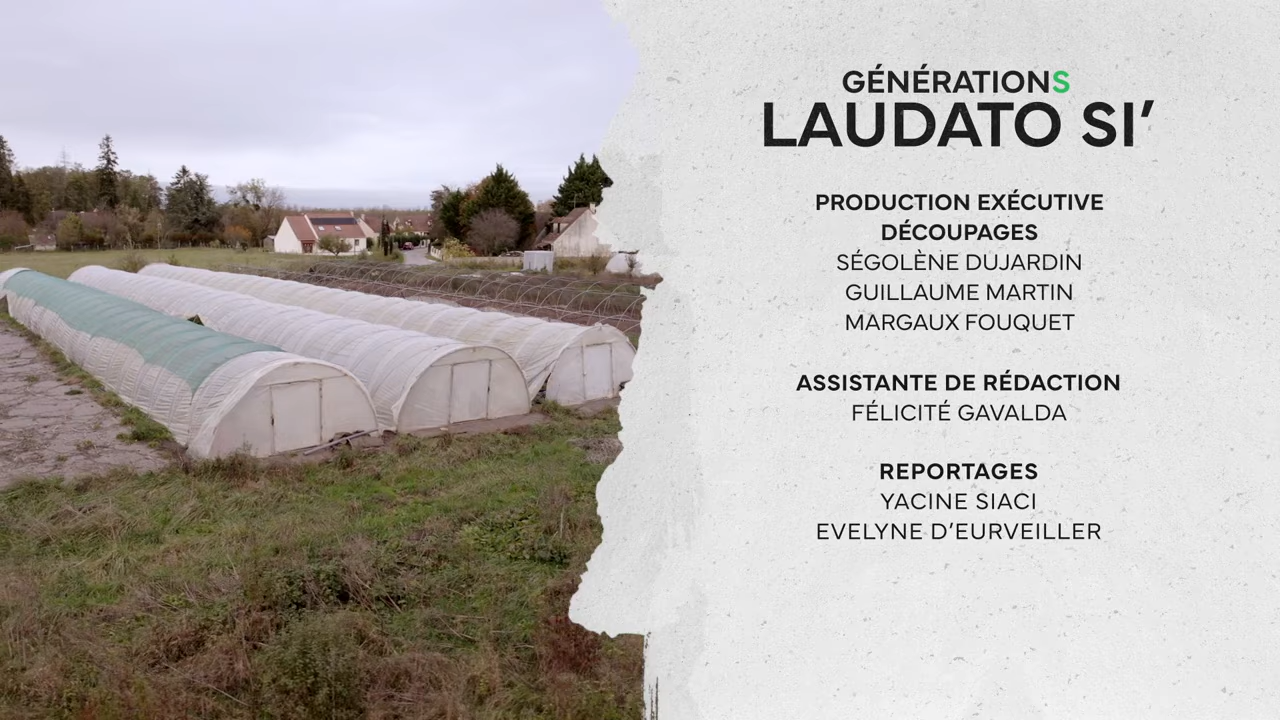 GÉNÉRATIONS
LAUDATO SI’
PRODUCTION EXÉCUTIVE
DÉCOUPAGES
SÉGOLÈNE DUJARDIN
GUILLAUME MARTIN
MARGAUX FOUQUET
ASSISTANTE DE RÉDACTION
FÉLICITÉ GAVALDA
REPORTAGES
YACINE SIACI
EVELYNE D’EURVEILLER